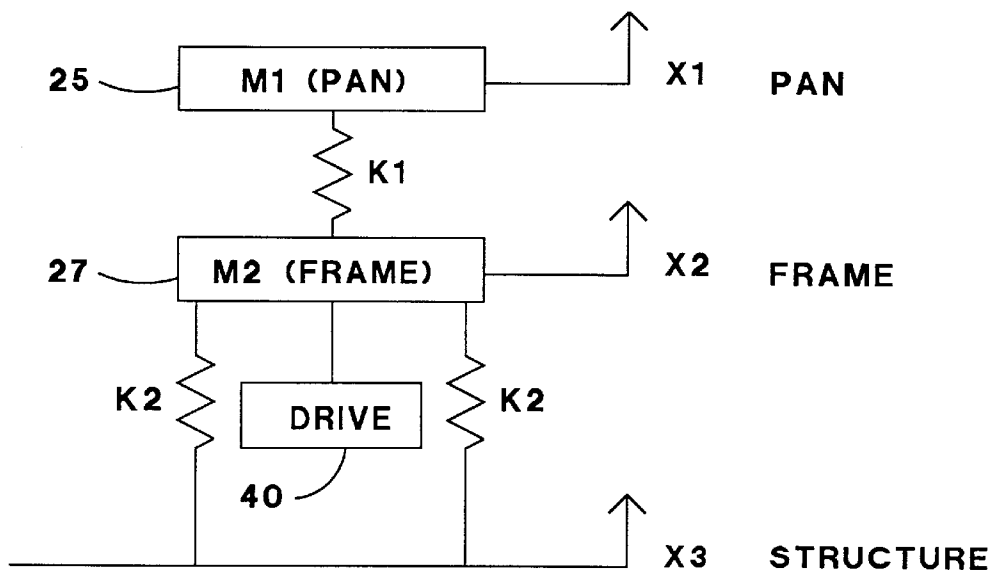 25 M1 (PAN) X1 PAN
K1
27 M2 (FRAME) X2 FRAME
K2 DRIVE K2
40
X3 STRUCTURE